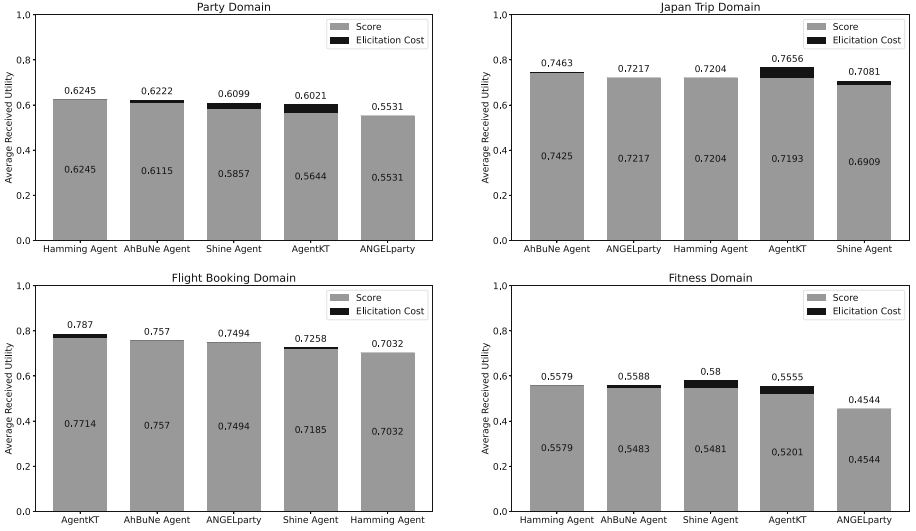 Party Domain
Average Received Utility
1,0
0.8
0.6
0.4
0.2
0.0
Score
Elicitation Cost
0.6245
0.6222
0.6099
0.6021
0.5531
0.6245
0.6115
0.5857
0,5644
0,5531
Hamming Agent
AhBuNe Agent
Shine Agent
AgentKT
ANGELparty
Japan Trip Domain
Average Received Utility
1,0
0.8
0.6
0.4
0.2
0.0
Score
Elicitation Cost
0.7463
0.7217
0.7204
0.7656
0.7081
0.7425
0.7217
0.7204
0.7193
0.6909
AhBuNe Agent
ANGELparty
Hamming Agent
AgentKT
Shine Agent
Flight Booking Domain
Average Received Utility
1,0
0.8
0.6
0.4
0.2
0.0
Score
Elicitation Cost
0.787
0.757
0.7494
0.7258
0.7032
0.7714
0.757
0.7494
0.7185
0.7032
AgentKT
AhBuNe Agent
ANGELparty
Shine Agent
Hamming Agent
Fitness Domain
Average Received Utility
1,0
0.8
0.6
0.4
0.2
0.0
Score
Elicitation Cost
0.5579
0.5588
0.58
0,5555
0.4544
0.5579
0,5483
0,5481
0,5201
0.4544
Hamming Agent
AhBuNe Agent
Shine Agent
AgentKT
ANGELparty